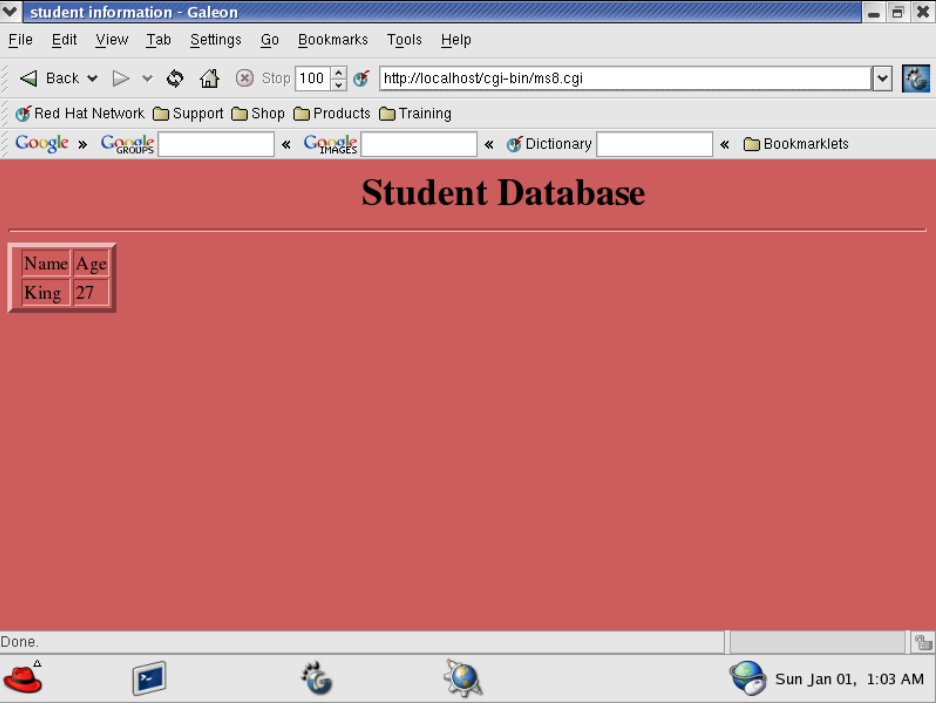 student information - Galeon
File Edit View Tab Settings Go Bookmarks Tools Help
Back Stop 100 http://localhost/cgi-bin/ms8.cgi
Red Hat Network Support Shop Products Training
Google » Google GROUPS « Google IMAGES « Dictionary « Bookmarklets
Student Database
Name Age
King 27
Done.
Sun Jan 01, 1:03 AM